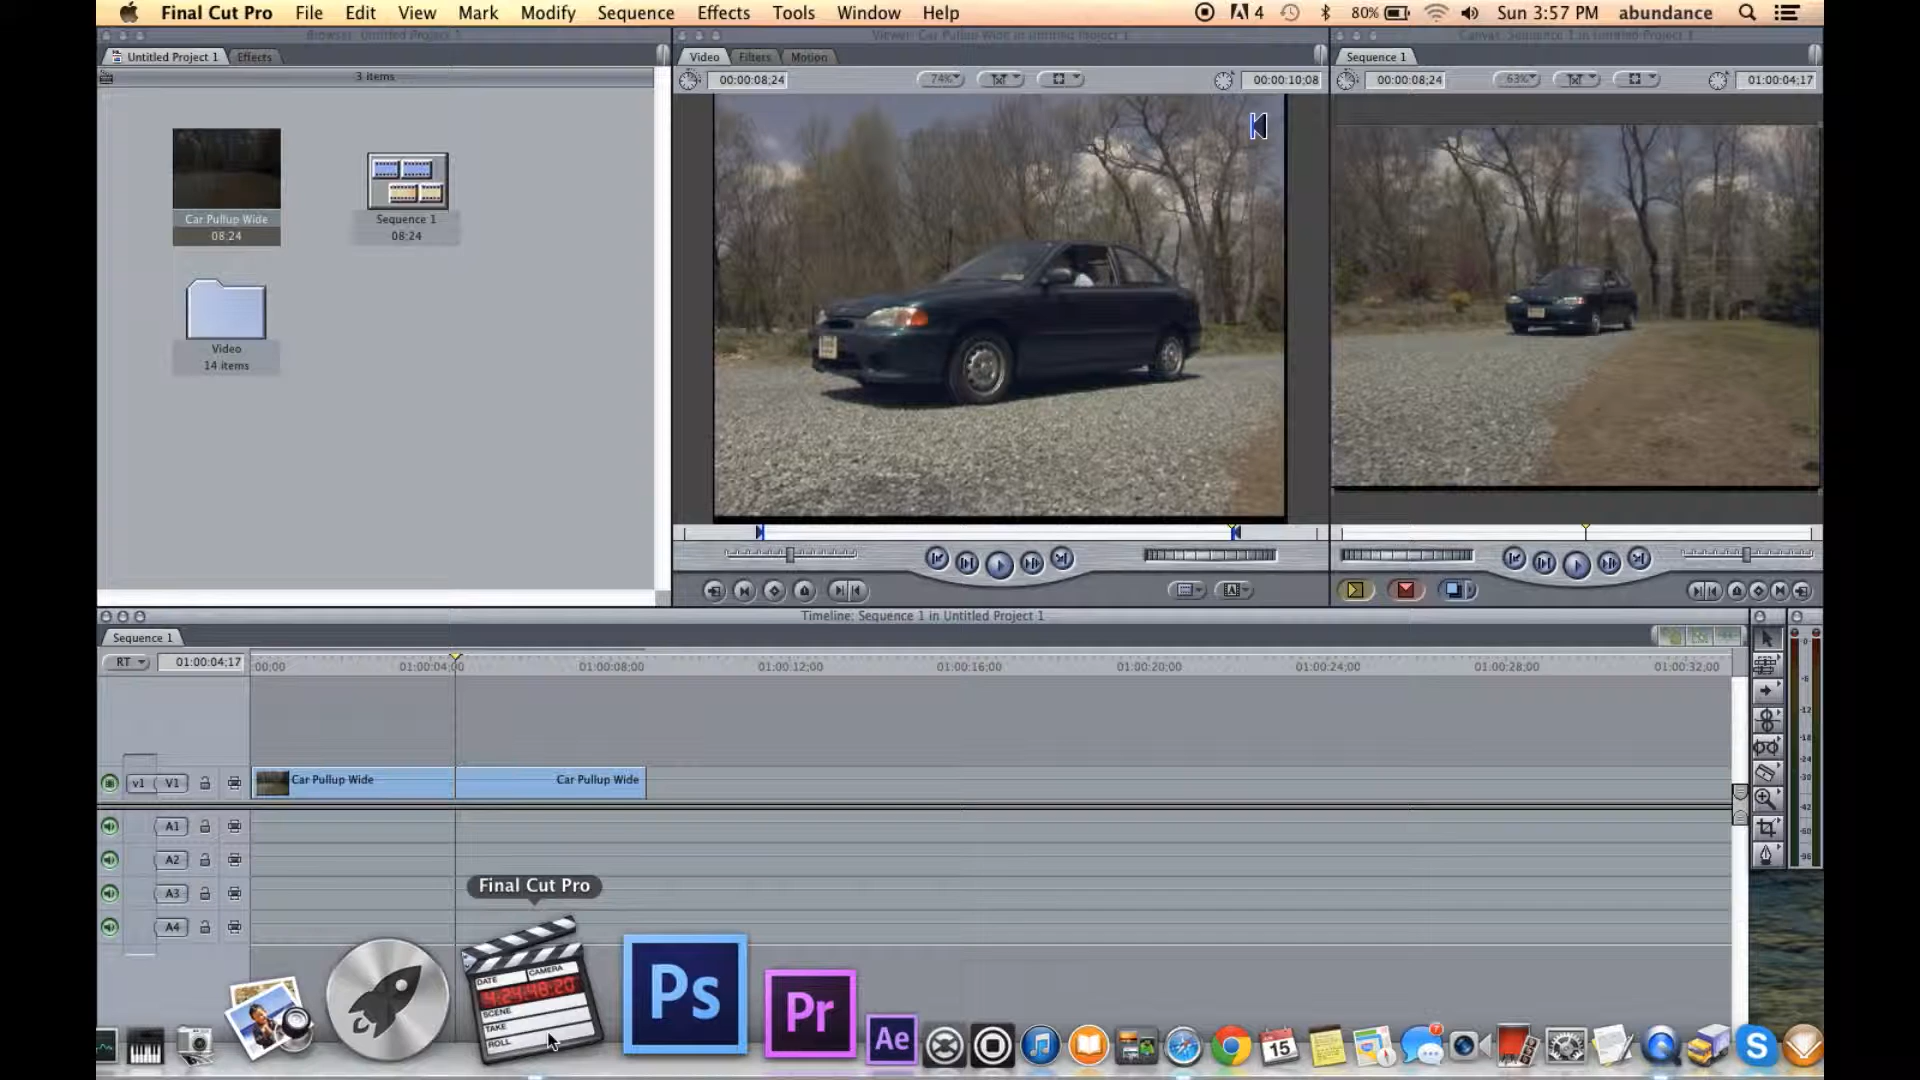 Final Cut Pro File Edit View Mark Modify Sequence Effects Tools Window Help 4 80% Sun 3:57 PM abundance
Browser: Untitled Project 1
Viewer: Car Pullup Wide in Untitled Project 1
Canvas: Sequence 1 in Untitled Project 1
Untitled Project 1 Effects
Video Filters Motion
Sequence 1
3 items
00:00:08;24 74% 00:00:10;08
00:00:08;24 63% 01:00:04;17
Car Pullup Wide
08;24
Sequence 1
08;24
Video
14 items
Timeline: Sequence 1 in Untitled Project 1
Sequence 1
RT 01:00:04;17 00;00 01:00:04;00 01:00:08;00 01:00:12;00 01:00:16;00 01:00:20;00 01:00:24;00 01:00:28;00 01:00:32;00
v1 V1 Car Pullup Wide Car Pullup Wide
A1
A2
A3
A4
Final Cut Pro
DATE CAMERA
4:24:48:20
SCENE
TAKE
ROLL
Ps
Pr
Ae
15
S